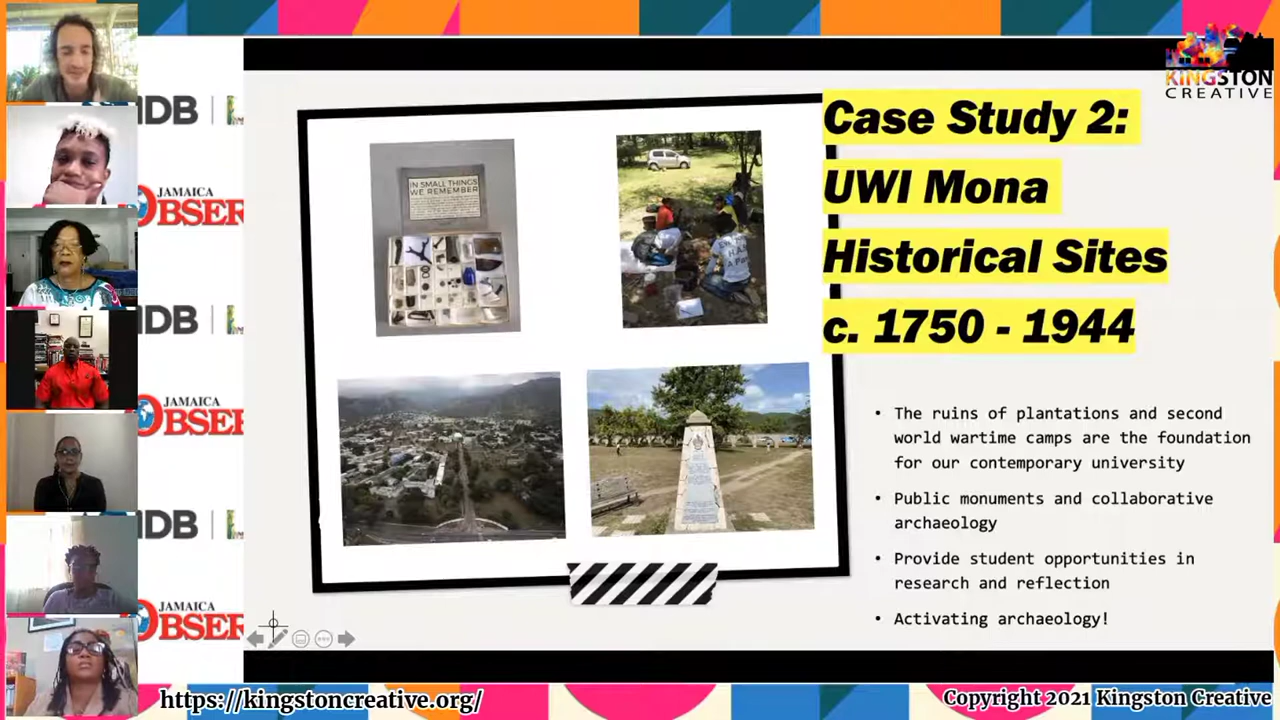 KINGSTON
CREATIVE
IDB
JAMAICA
OBSER
IDB
JAMAICA
OBSER
IDB
JAMAICA
OBSER
IN SMALL THINGS
WE REMEMBER
Case Study 2:
UWI Mona
Historical Sites
c. 1750 - 1944
• The ruins of plantations and second
world wartime camps are the foundation
for our contemporary university
• Public monuments and collaborative
archaeology
• Provide student opportunities in
research and reflection
• Activating archaeology!
https://kingstoncreative.org/
Copyright 2021 Kingston Creative